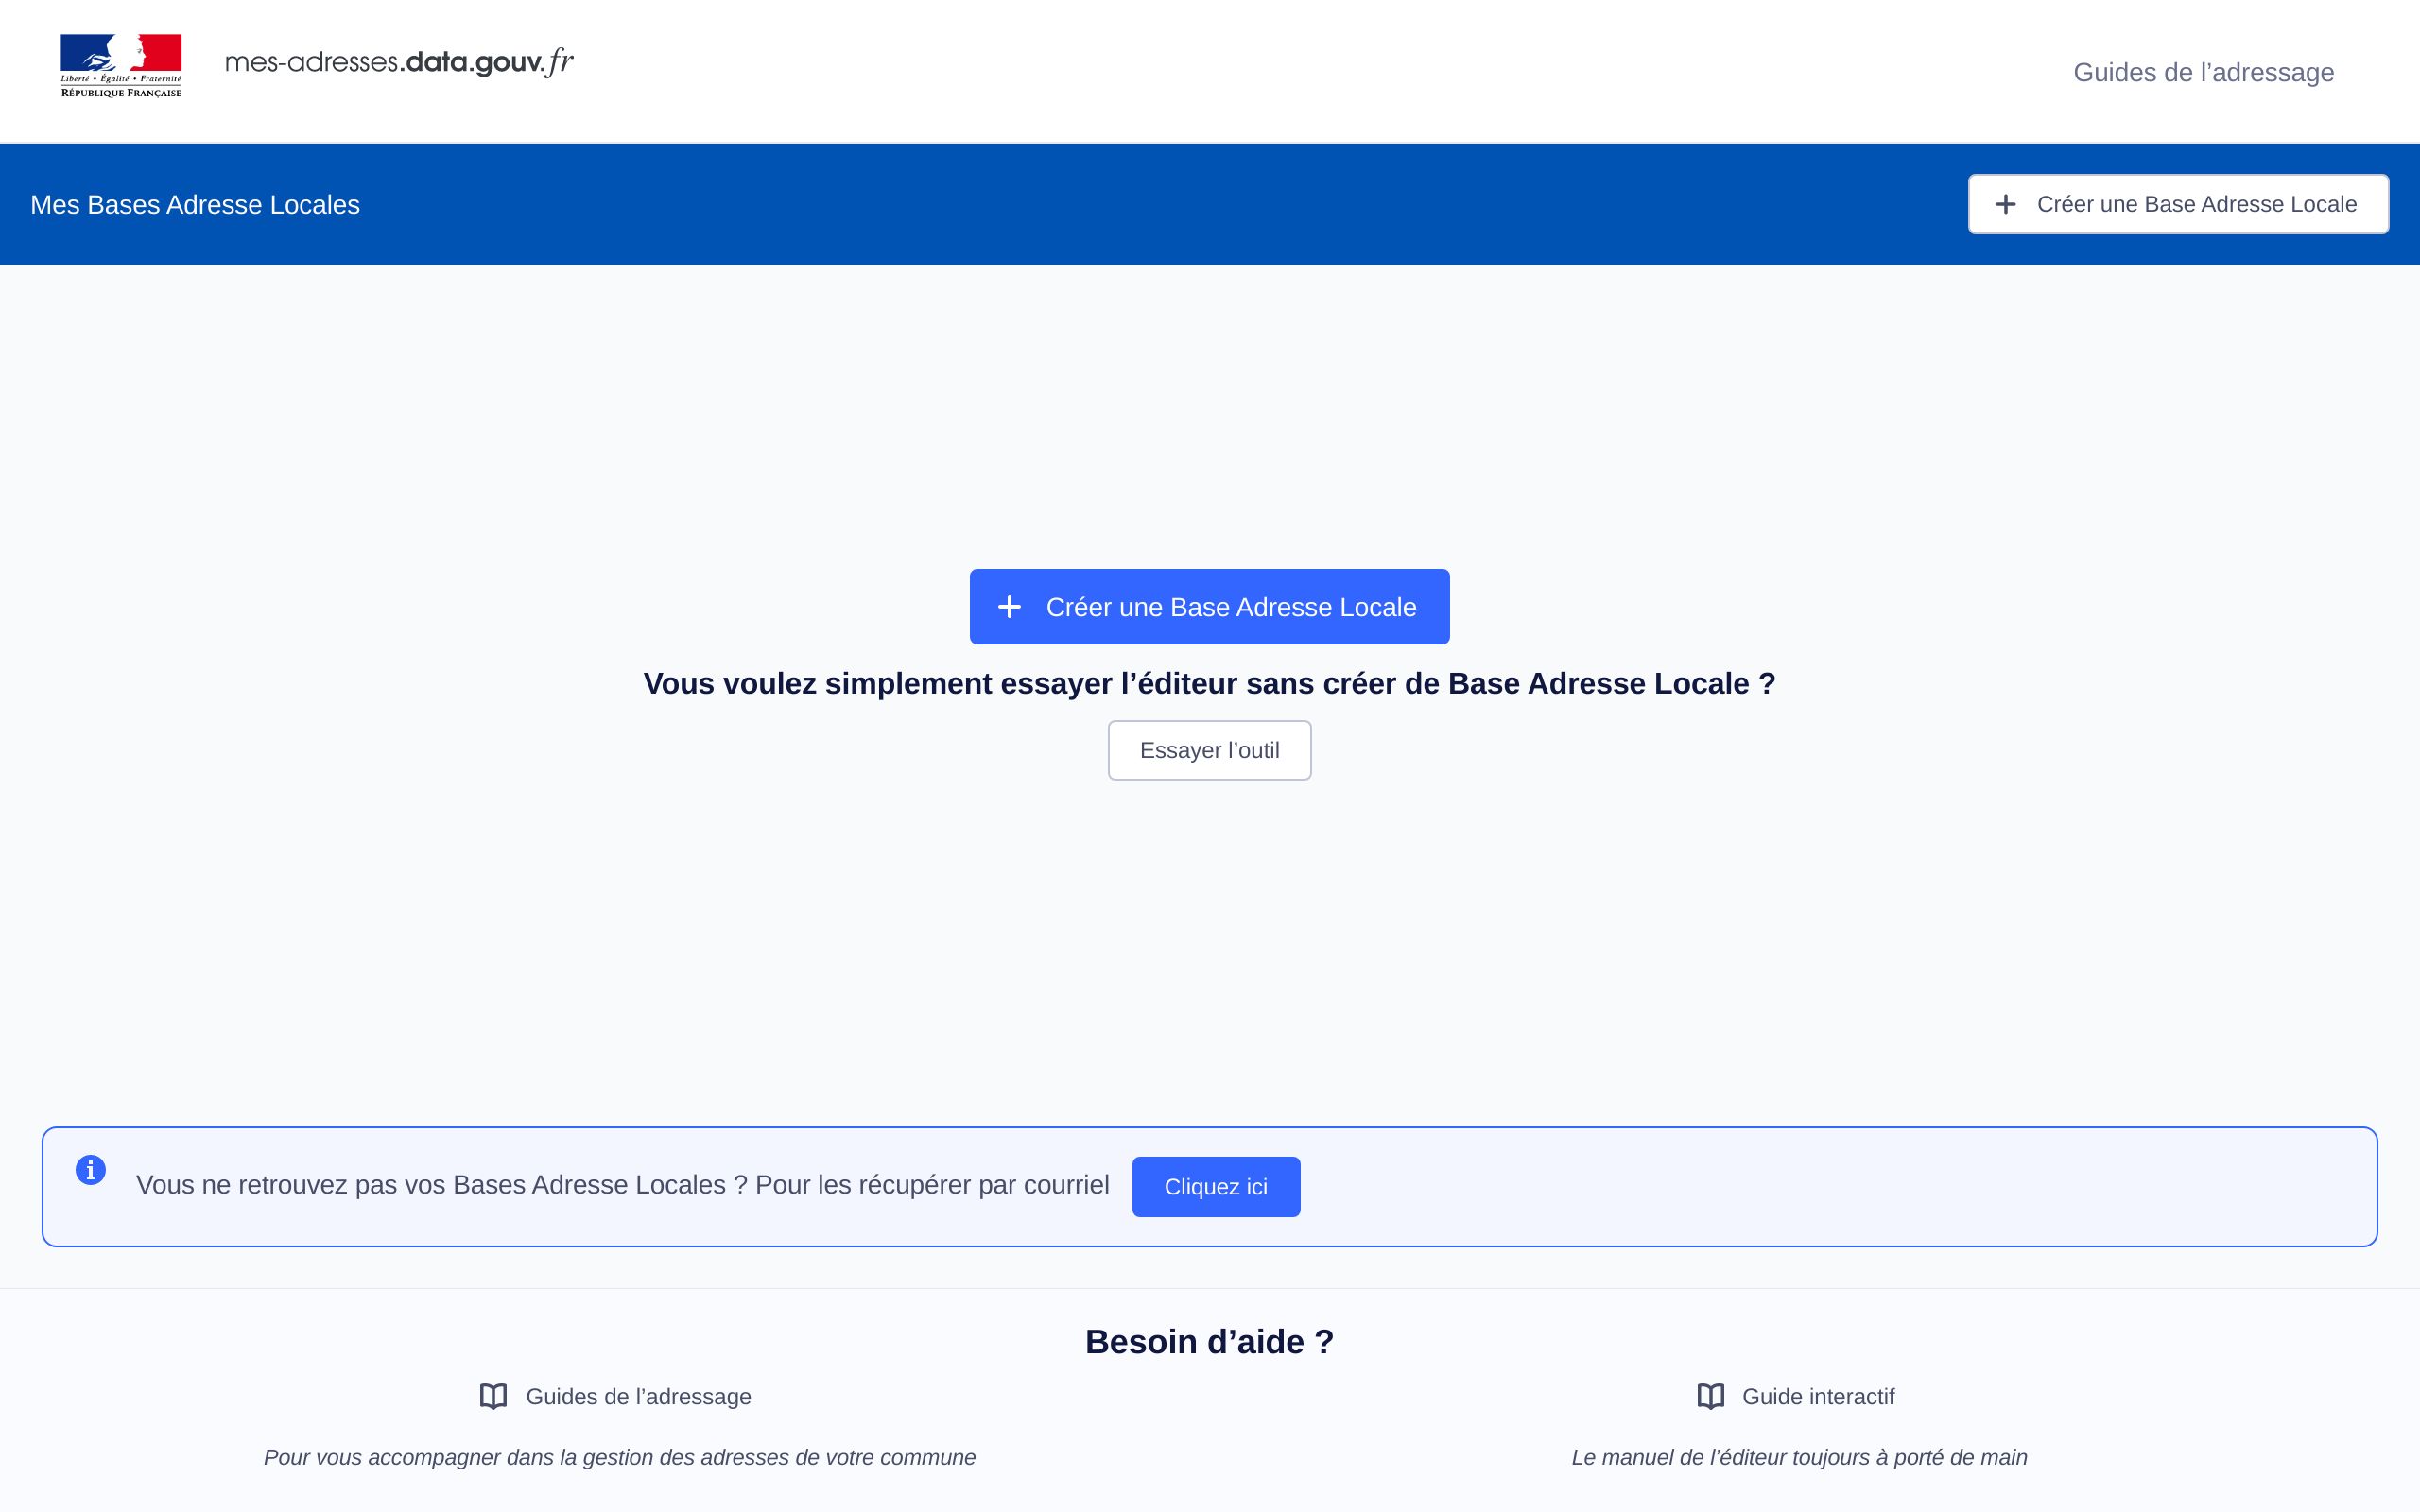 Liberté • Égalité • Fraternité
RÉPUBLIQUE FRANÇAISE
mes-adresses.data.gouv.fr
Guides de l’adressage
Mes Bases Adresse Locales
Créer une Base Adresse Locale
Créer une Base Adresse Locale
Vous voulez simplement essayer l’éditeur sans créer de Base Adresse Locale ?
Essayer l’outil
Vous ne retrouvez pas vos Bases Adresse Locales ? Pour les récupérer par courriel
Cliquez ici
Besoin d’aide ?
Guides de l’adressage
Pour vous accompagner dans la gestion des adresses de votre commune
Guide interactif
Le manuel de l’éditeur toujours à porté de main